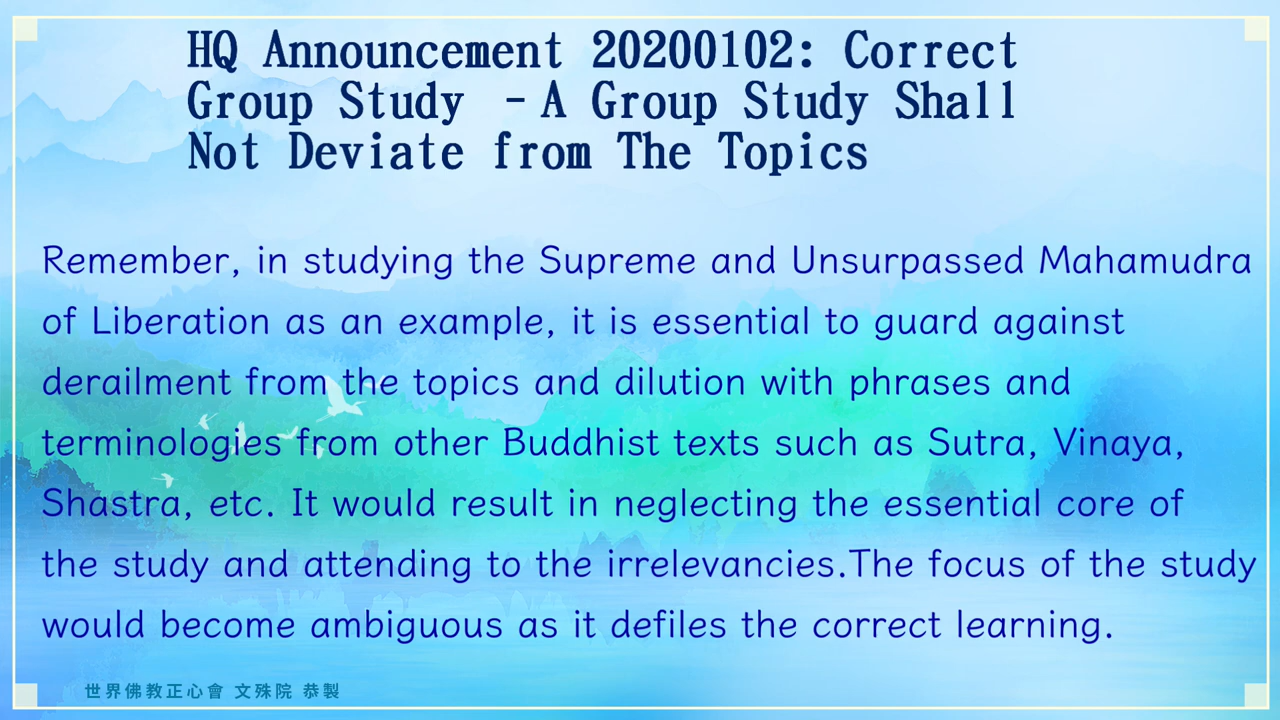 HQ Announcement 20200102: Correct
Group Study –A Group Study Shall
Not Deviate from The Topics
Remember, in studying the Supreme and Unsurpassed Mahamudra
of Liberation as an example, it is essential to guard against
derailment from the topics and dilution with phrases and
terminologies from other Buddhist texts such as Sutra, Vinaya,
Shastra, etc. It would result in neglecting the essential core of
the study and attending to the irrelevancies.The focus of the study
would become ambiguous as it defiles the correct learning.
世界佛教正心會 文殊院 恭製